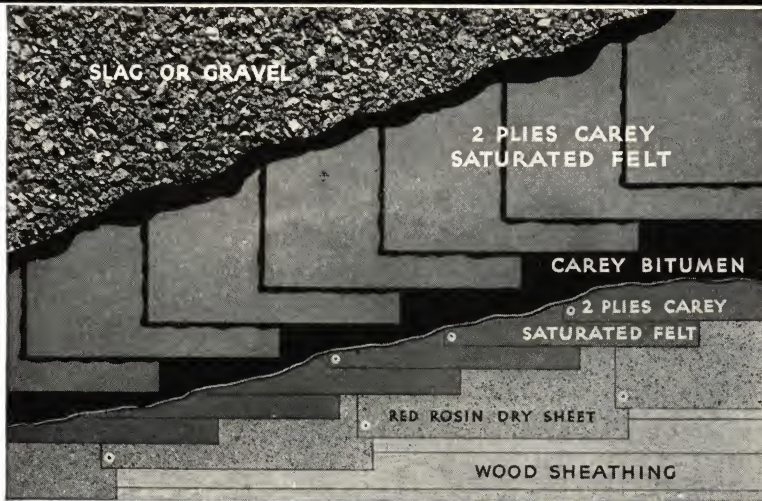 SLAG OR GRAVEL
2 PLIES CAREY
SATURATED FELT
CAREY BITUMEN
2 PLIES CAREY
SATURATED FELT
RED ROSIN DRY SHEET
WOOD SHEATHING